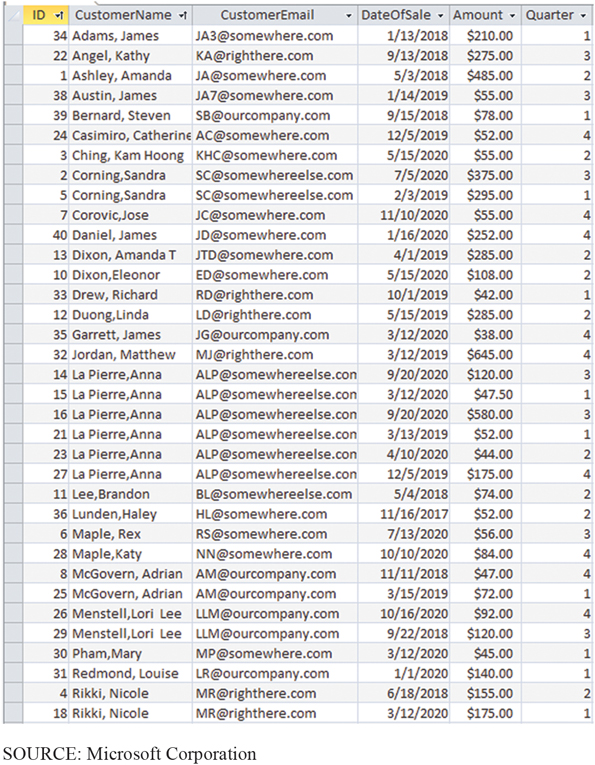 ID CustomerName CustomerEmail DateOfSale Amount Quarter
34 Adams, James JA3@somewhere.com 1/13/2018 $210.00 1
22 Angel, Kathy KA@righthere.com 9/13/2018 $275.00 3
1 Ashley, Amanda JA@somewhere.com 5/3/2018 $485.00 2
38 Austin, James JA7@somewhere.com 1/14/2019 $55.00 3
39 Bernard, Steven SB@ourcompany.com 9/15/2018 $78.00 1
24 Casimiro, Catherine AC@somewhere.com 12/5/2019 $52.00 4
3 Ching, Kam Hoong KHC@somewhere.com 5/15/2020 $55.00 2
2 Corning,Sandra SC@somewhereelse.com 7/5/2020 $375.00 3
5 Corning,Sandra SC@somewhereelse.com 2/3/2019 $295.00 1
7 Corovic,Jose JC@somewhere.com 11/10/2020 $55.00 4
40 Daniel, James JD@somewhere.com 1/16/2020 $252.00 4
13 Dixon, Amanda T JTD@somewhere.com 4/1/2019 $285.00 2
10 Dixon,Eleonor ED@somewhere.com 5/15/2020 $108.00 2
33 Drew, Richard RD@righthere.com 10/1/2019 $42.00 1
12 Duong,Linda LD@righthere.com 5/15/2019 $285.00 2
35 Garrett, James JG@ourcompany.com 3/12/2020 $38.00 4
32 Jordan, Matthew MJ@righthere.com 3/12/2019 $645.00 4
14 La Pierre,Anna ALP@somewhereelse.com 9/20/2020 $120.00 3
15 La Pierre,Anna ALP@somewhereelse.com 3/12/2020 $47.50 1
16 La Pierre,Anna ALP@somewhereelse.com 9/20/2020 $580.00 3
21 La Pierre,Anna ALP@somewhereelse.com 3/13/2019 $52.00 1
23 La Pierre,Anna ALP@somewhereelse.com 4/10/2020 $44.00 2
27 La Pierre,Anna ALP@somewhereelse.com 12/5/2019 $175.00 4
11 Lee,Brandon BL@somewhereelse.com 5/4/2018 $74.00 2
36 Lunden,Haley HL@somewhere.com 11/16/2017 $52.00 2
6 Maple, Rex RS@somewhere.com 7/13/2020 $56.00 3
28 Maple,Katy NN@somewhere.com 10/10/2020 $84.00 4
8 McGovern, Adrian AM@ourcompany.com 11/11/2018 $47.00 4
25 McGovern, Adrian AM@ourcompany.com 3/15/2019 $72.00 1
26 Menstell,Lori Lee LLM@ourcompany.com 10/16/2020 $92.00 4
29 Menstell,Lori Lee LLM@ourcompany.com 9/22/2018 $120.00 3
30 Pham,Mary MP@somewhere.com 3/12/2020 $45.00 1
31 Redmond, Louise LR@ourcompany.com 1/1/2020 $140.00 1
4 Rikki, Nicole MR@righthere.com 6/18/2018 $155.00 2
18 Rikki, Nicole MR@righthere.com 3/12/2020 $175.00 1
SOURCE: Microsoft Corporation